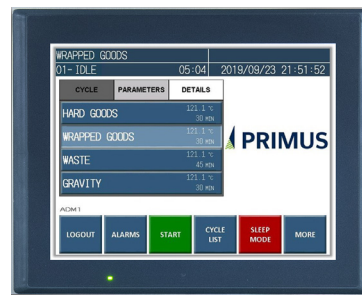 WRAPPED GOODS
01- IDLE 05:04 2019/09/23 21:51:52
CYCLE PARAMETERS DETAILS
HARD GOODS 121.1 °C 30 MIN
WRAPPED GOODS 121.1 °C 30 MIN
WASTE 121.1 °C 45 MIN
GRAVITY 121.1 °C 30 MIN
PRIMUS
ADM1
LOGOUT ALARMS START CYCLE LIST SLEEP MODE MORE